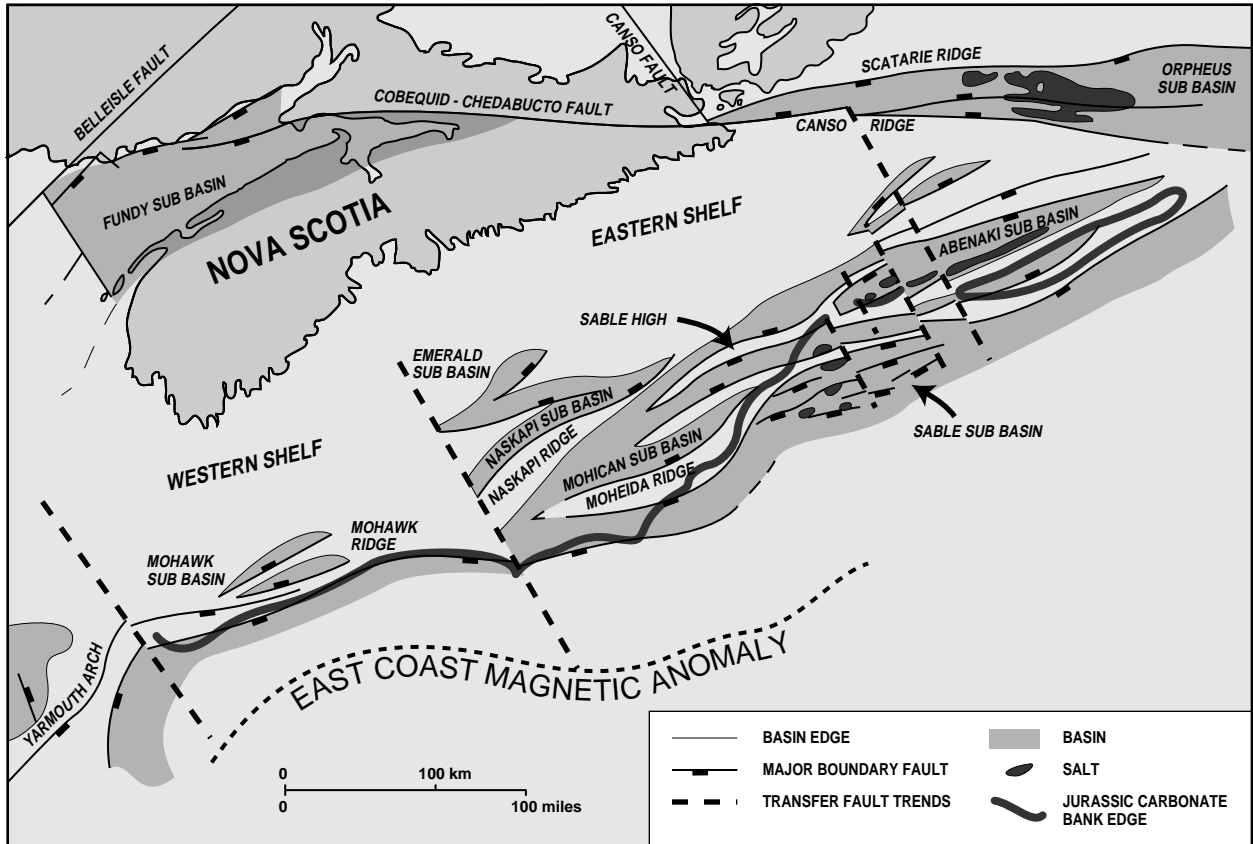 BELLEISLE FAULT
CANSO FAULT
SCATARIE RIDGE
ORPHEUS
SUB BASIN
COBEQUID - CHEDABUCTO FAULT
CANSO RIDGE
FUNDY SUB BASIN
NOVA SCOTIA
EASTERN SHELF
ABENAKI SUB BASIN
SABLE HIGH
EMERALD
SUB BASIN
NASKAPI SUB BASIN
NASKAPI RIDGE
SABLE SUB BASIN
MOHICAN SUB BASIN
MOHEIDA RIDGE
WESTERN SHELF
MOHAWK
RIDGE
MOHAWK
SUB BASIN
YARMOUTH ARCH
EAST COAST MAGNETIC ANOMALY
0 100 km
0 100 miles
BASIN EDGE
MAJOR BOUNDARY FAULT
TRANSFER FAULT TRENDS
BASIN
SALT
JURASSIC CARBONATE
BANK EDGE